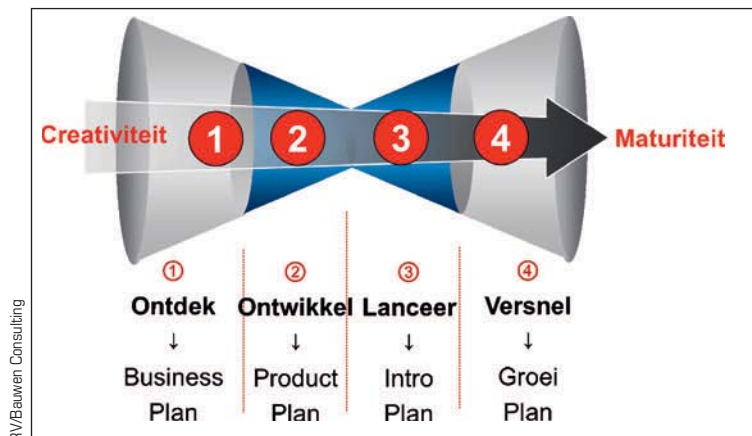 Creativiteit
1
2
3
4
Maturiteit
① ② ③ ④
Ontdek Ontwikkel Lanceer Versnel
↓ ↓ ↓ ↓
Business Product Intro Groei
Plan Plan Plan Plan
RV/Bauwen Consulting